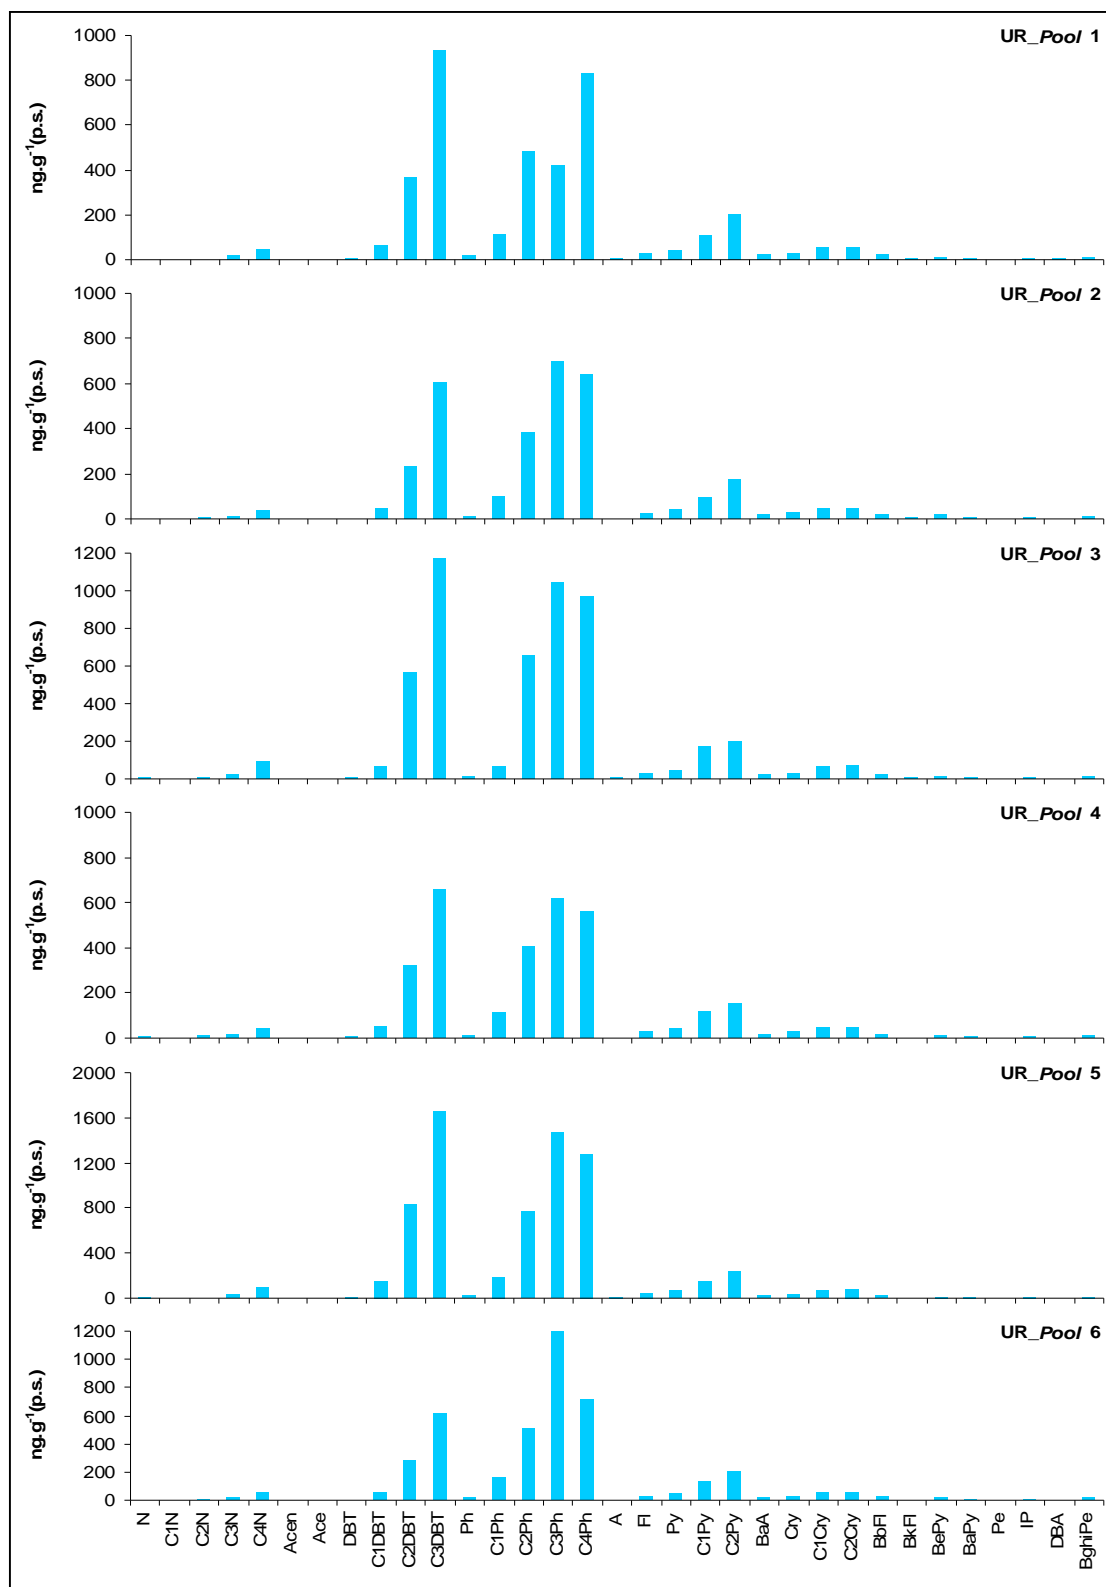 UR_Pool 1
1000
800
600
400
200
0
ng.g-1(p.s.)
UR_Pool 2
1000
800
600
400
200
0
ng.g-1(p.s.)
UR_Pool 3
1200
1000
800
600
400
200
0
ng.g-1(p.s.)
UR_Pool 4
1000
800
600
400
200
0
ng.g-1(p.s.)
UR_Pool 5
2000
1600
1200
800
400
0
ng.g-1(p.s.)
UR_Pool 6
1200
1000
800
600
400
200
0
ng.g-1(p.s.)
N
C1N
C2N
C3N
C4N
Acen
Ace
DBT
C1DBT
C2DBT
C3DBT
Ph
C1Ph
C2Ph
C3Ph
C4Ph
A
Fl
Py
C1Py
C2Py
BaA
Cry
C1Cry
C2Cry
BbFl
BkFl
BePy
BaPy
Pe
IP
DBA
BghiPe